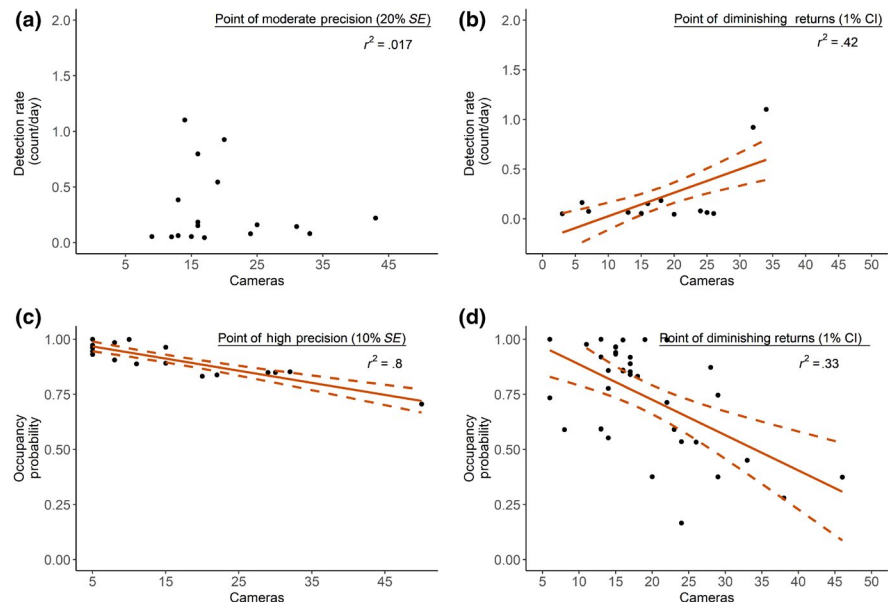 (a)
Point of moderate precision (20% SE)
r² = .017
2.0
1.5
1.0
0.5
0.0
Detection rate
(count/day)
5 15 25 35 45
Cameras
(b)
Point of diminishing returns (1% CI)
r² = .42
2.0
1.5
1.0
0.5
0.0
Detection rate
(count/day)
0 5 10 15 20 25 30 35 40 45 50
Cameras
(c)
Point of high precision (10% SE)
r² = .8
1.00
0.75
0.50
0.25
0.00
Occupancy
probability
5 15 25 35 45
Cameras
(d)
Point of diminishing returns (1% CI)
r² = .33
1.00
0.75
0.50
0.25
0.00
Occupancy
probability
5 10 15 20 25 30 35 40 45 50
Cameras